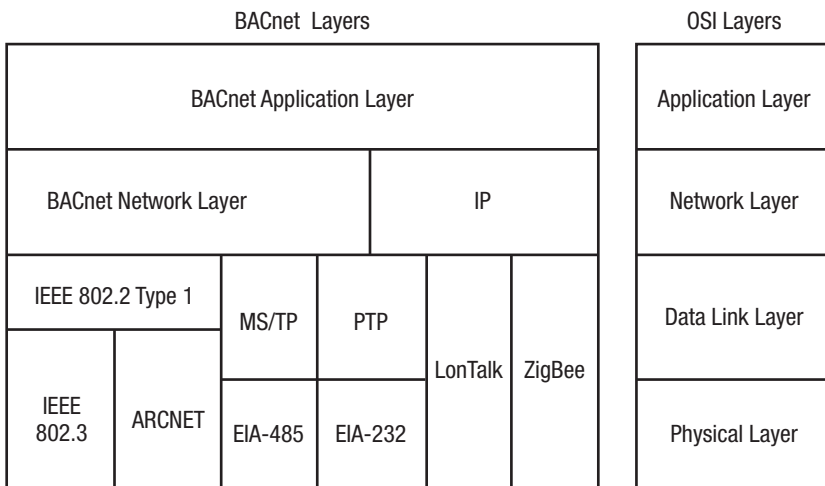 BACnet Layers
OSI Layers
BACnet Application Layer
Application Layer
BACnet Network Layer
IP
Network Layer
IEEE 802.2 Type 1
MS/TP
PTP
LonTalk
ZigBee
Data Link Layer
IEEE
802.3
ARCNET
EIA-485
EIA-232
Physical Layer